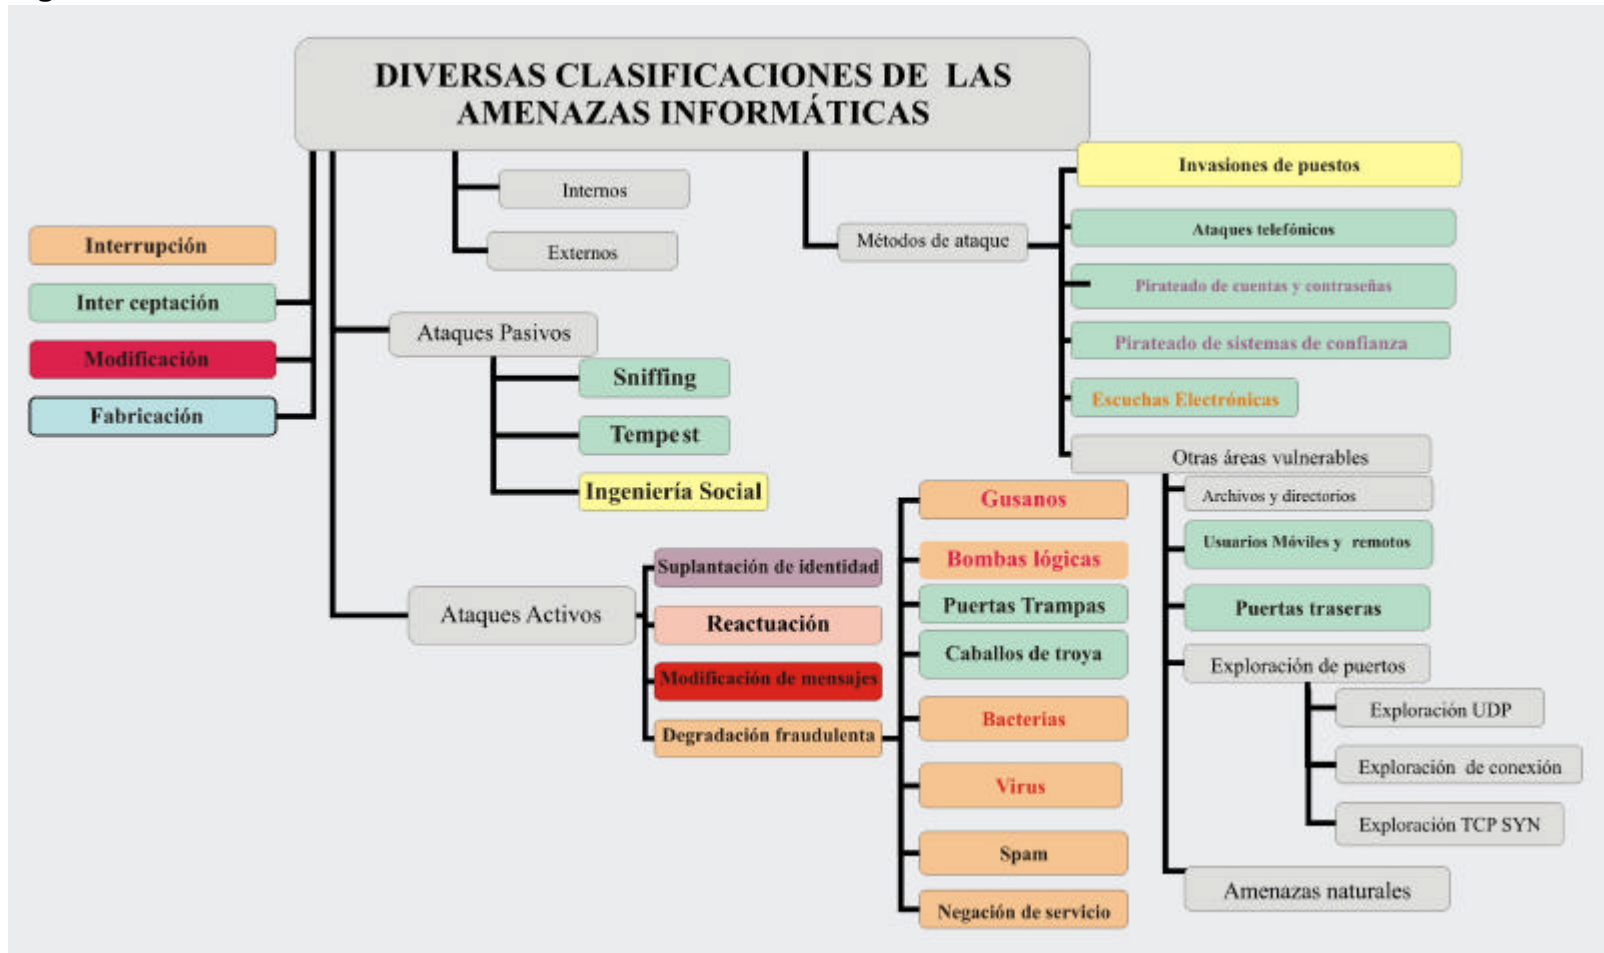 DIVERSAS CLASIFICACIONES DE LAS
AMENAZAS INFORMÁTICAS
Interrupción
Inter ceptación
Modificación
Fabricación
Internos
Externos
Ataques Pasivos
Sniffing
Tempest
Ingeniería Social
Ataques Activos
Suplantación de identidad
Reactuación
Modificación de mensajes
Degradación fraudulenta
Gusanos
Bombas lógicas
Puertas Trampas
Caballos de troya
Bacterias
Virus
Spam
Negación de servicio
Métodos de ataque
Invasiones de puestos
Ataques telefónicos
Pirateado de cuentas y contraseñas
Pirateado de sistemas de confianza
Escuchas Electrónicas
Otras áreas vulnerables
Archivos y directorios
Usuarios Móviles y remotos
Puertas traseras
Exploración de puertos
Exploración UDP
Exploración de conexión
Exploración TCP SYN
Amenazas naturales